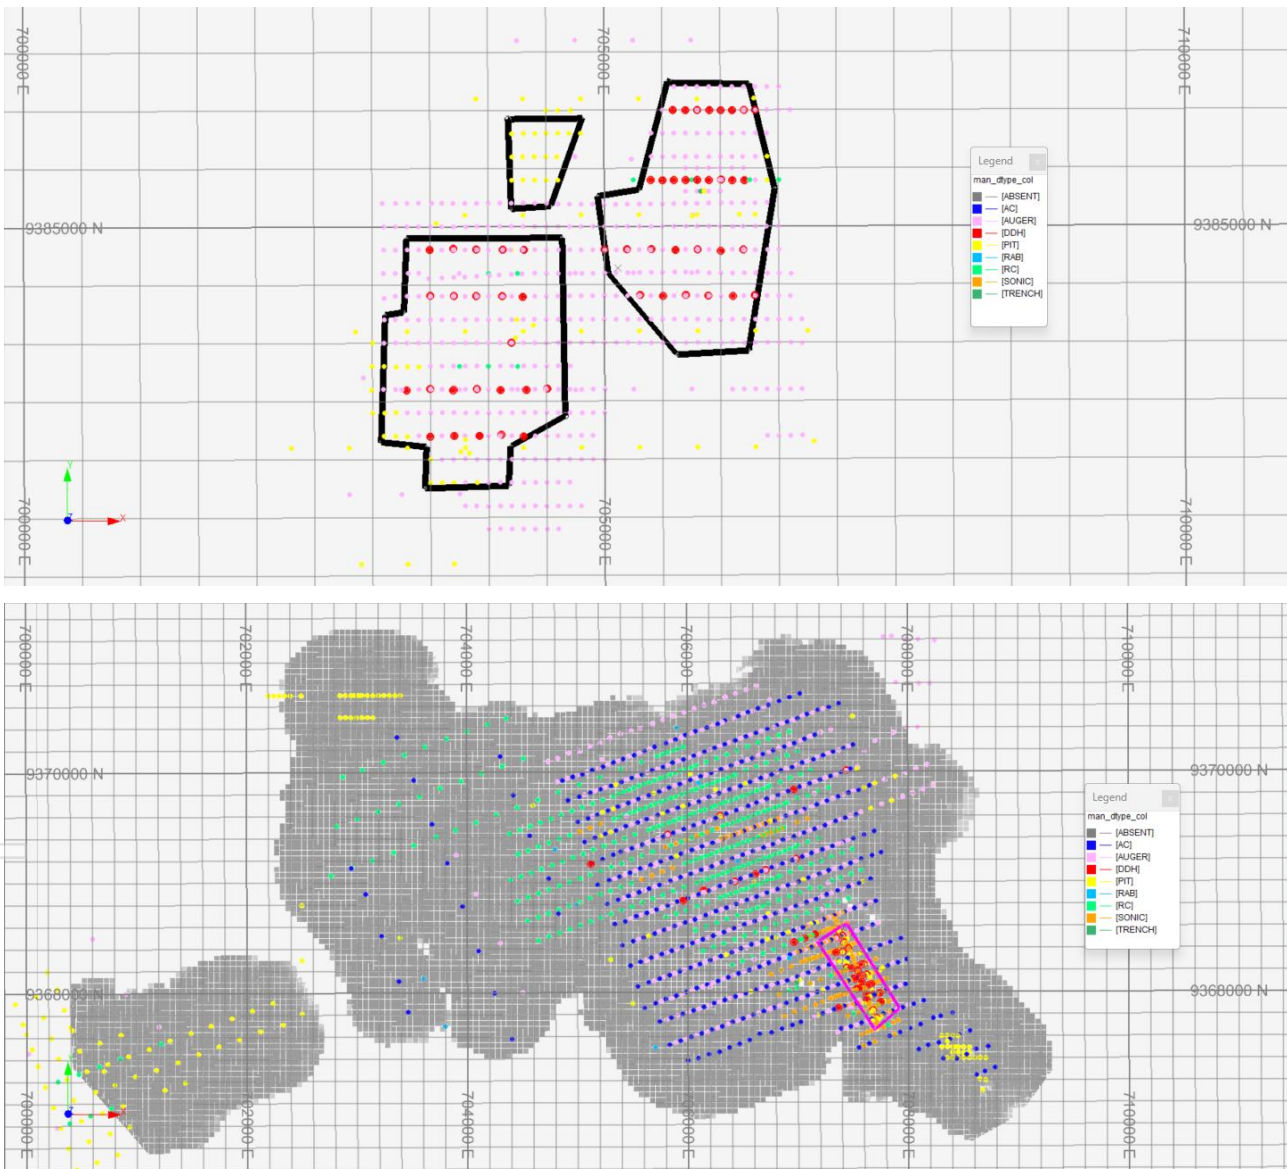 700000 E
705000 E
710000 E
9385000 N
9385000 N
Legend
x
man_dtype_col
[ABSENT]
[AC]
[AUGER]
[DDH]
[PIT]
[RAB]
[RC]
[SONIC]
[TRENCH]
Y
Z
X
700000 E
705000 E
710000 E
700000 E
702000 E
704000 E
706000 E
708000 E
710000 E
9370000 N
9370000 N
Legend
x
man_dtype_col
[ABSENT]
[AC]
[AUGER]
[DDH]
[PIT]
[RAB]
[RC]
[SONIC]
[TRENCH]
9368000 N
9368000 N
Z
X
700000 E
702000 E
704000 E
706000 E
708000 E
710000 E